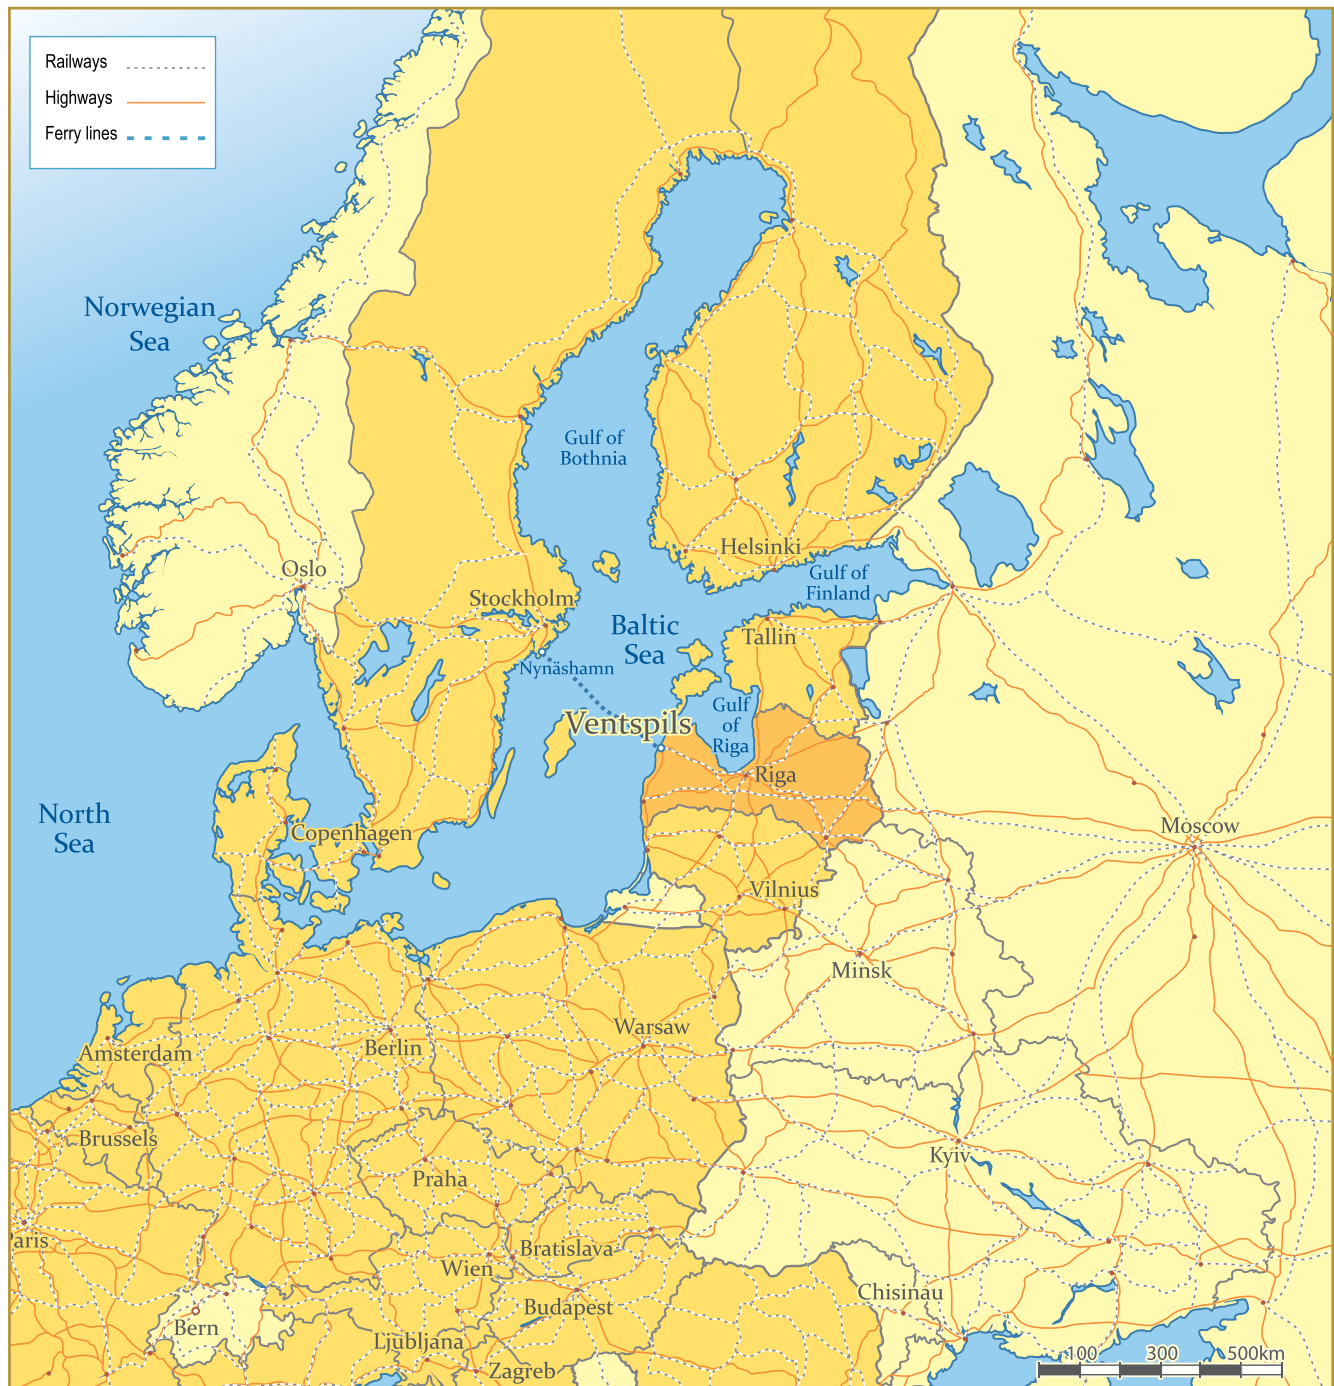 Railways
Highways
Ferry lines
Norwegian
Sea
Gulf of
Bothnia
Helsinki
Oslo
Gulf of
Finland
Stockholm
Baltic
Sea
Tallin
Nynäshamn
Ventspils
Gulf
of
Riga
Riga
North
Sea
Copenhagen
Moscow
Vilnius
Minsk
Warsaw
Berlin
Amsterdam
Brussels
Kyiv
Praha
aris
Bratislava
Wien
Budapest
Chisinau
Bern
Ljubljana
Zagreb
100 300 500km